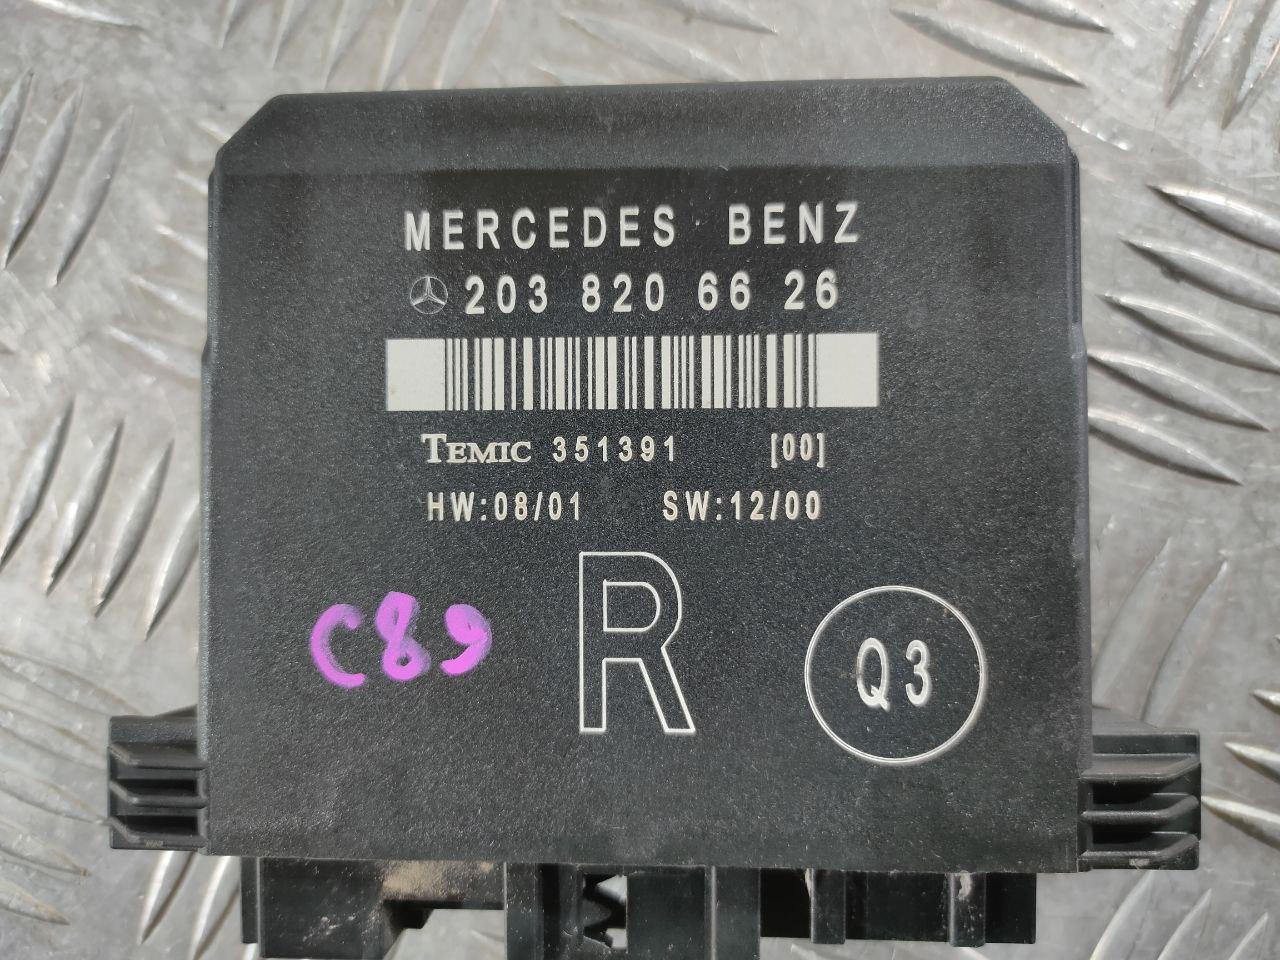 MERCEDES BENZ
203 820 66 26
TEMIC 351391 [00]
HW:08/01 SW:12/00
R
C89
Q3